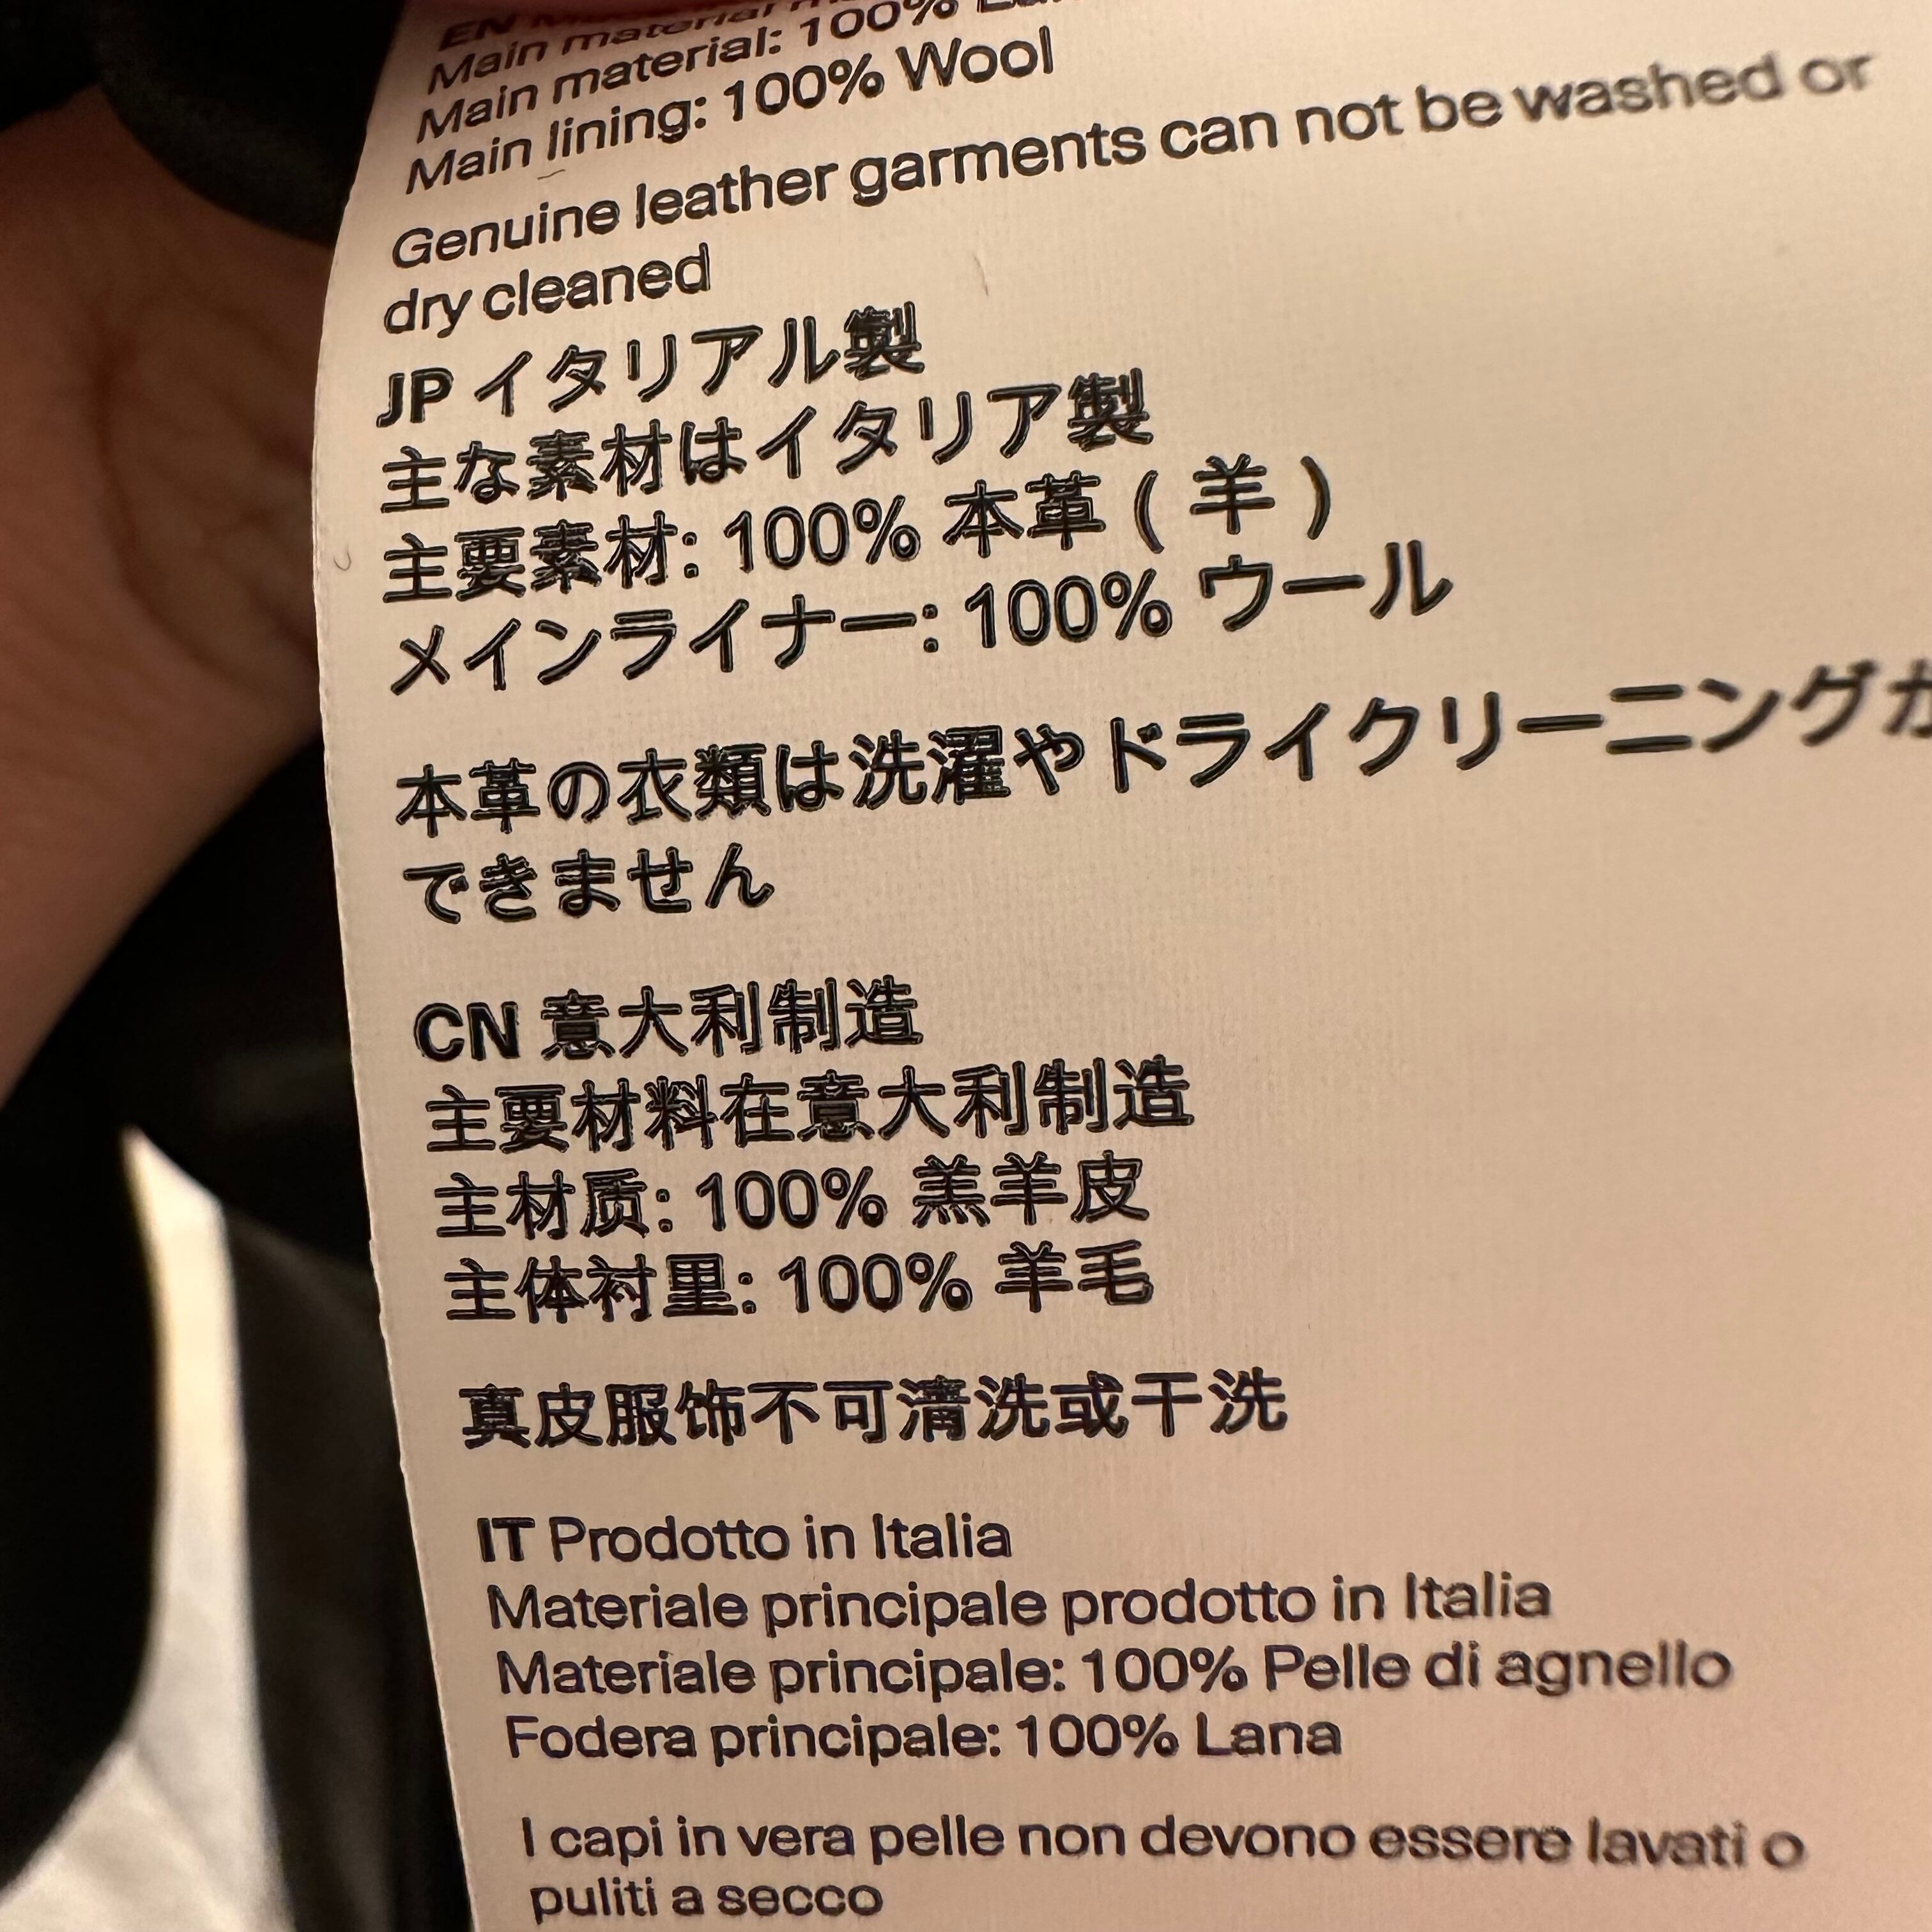 EN
Main material
Main material: 100%
Main lining: 100% Wool
Genuine leather garments can not be washed or
dry cleaned
JP イタリアル製
主な素材はイタリア製
主要素材: 100% 本革 ( 羊 )
メインライナー: 100% ウール
本革の衣類は洗濯やドライクリーニングが
できません
CN 意大利制造
主要材料在意大利制造
主材质: 100% 羔羊皮
主体衬里: 100% 羊毛
真皮服饰不可清洗或干洗
IT Prodotto in Italia
Materiale principale prodotto in Italia
Materiale principale: 100% Pelle di agnello
Fodera principale: 100% Lana
I capi in vera pelle non devono essere lavati o
puliti a secco